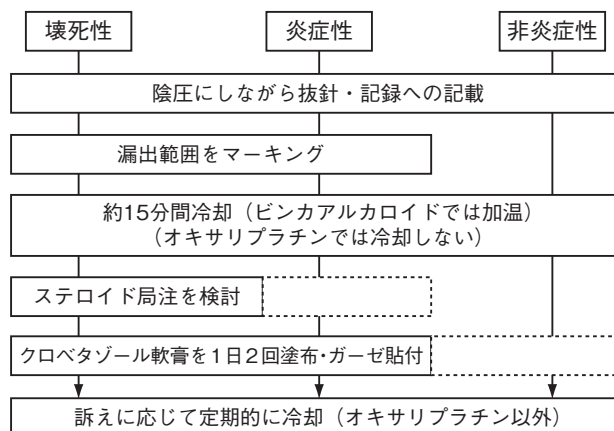 壊死性
炎症性
非炎症性
陰圧にしながら抜針・記録への記載
漏出範囲をマーキング
約15分間冷却（ビンカアルカロイドでは加温）
（オキサリプラチンでは冷却しない）
ステロイド局注を検討
クロベタゾール軟膏を1日2回塗布・ガーゼ貼付
訴えに応じて定期的に冷却（オキサリプラチン以外）